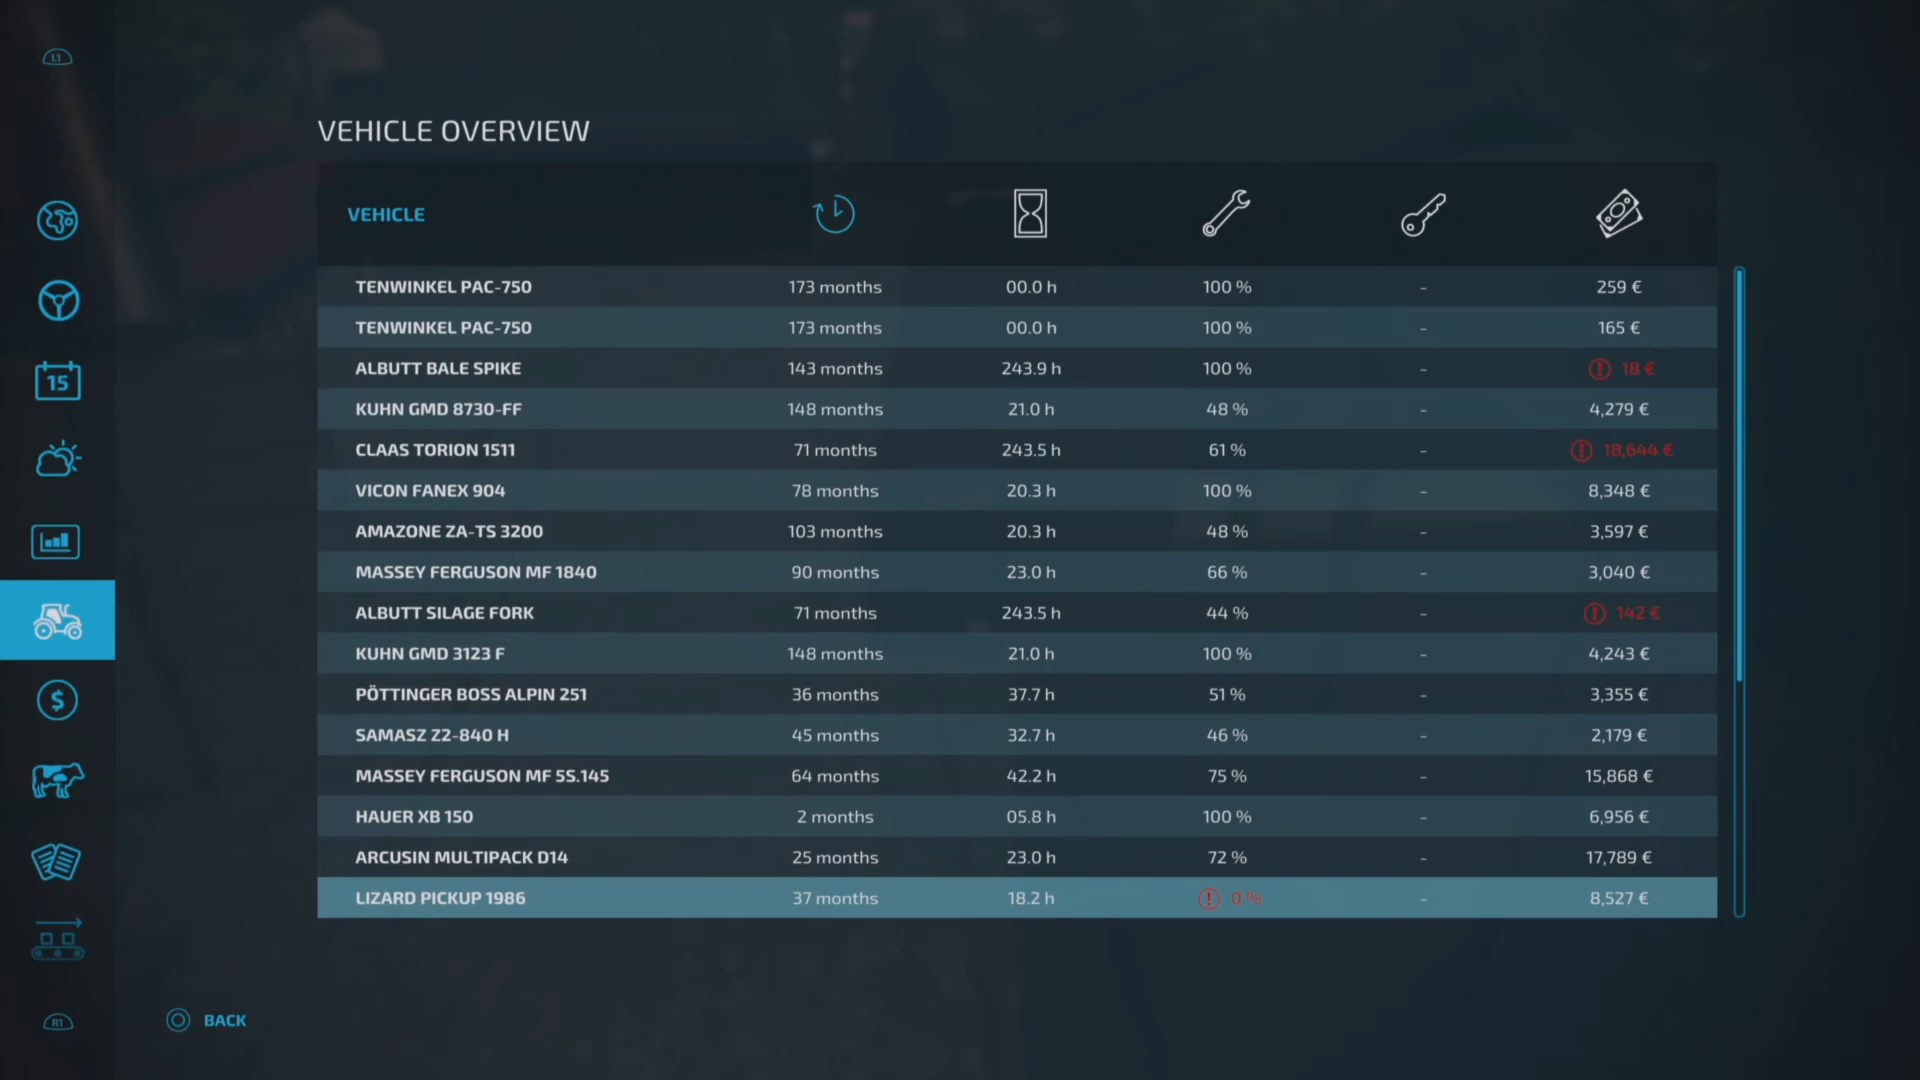 L1
VEHICLE OVERVIEW
VEHICLE
TENWINKEL PAC-750 173 months 00.0 h 100 % - 259 €
TENWINKEL PAC-750 173 months 00.0 h 100 % - 165 €
ALBUTT BALE SPIKE 143 months 243.9 h 100 % - 18 €
KUHN GMD 8730-FF 148 months 21.0 h 48 % - 4,279 €
CLAAS TORION 1511 71 months 243.5 h 61 % - 18,644 €
VICON FANEX 904 78 months 20.3 h 100 % - 8,348 €
AMAZONE ZA-TS 3200 103 months 20.3 h 48 % - 3,597 €
MASSEY FERGUSON MF 1840 90 months 23.0 h 66 % - 3,040 €
ALBUTT SILAGE FORK 71 months 243.5 h 44 % - 142 €
KUHN GMD 3123 F 148 months 21.0 h 100 % - 4,243 €
PÖTTINGER BOSS ALPIN 251 36 months 37.7 h 51 % - 3,355 €
SAMASZ Z2-840 H 45 months 32.7 h 46 % - 2,179 €
MASSEY FERGUSON MF 5S.145 64 months 42.2 h 75 % - 15,868 €
HAUER XB 150 2 months 05.8 h 100 % - 6,956 €
ARCUSIN MULTIPACK D14 25 months 23.0 h 72 % - 17,789 €
LIZARD PICKUP 1986 37 months 18.2 h 0 % - 8,527 €
15
$
R1
BACK